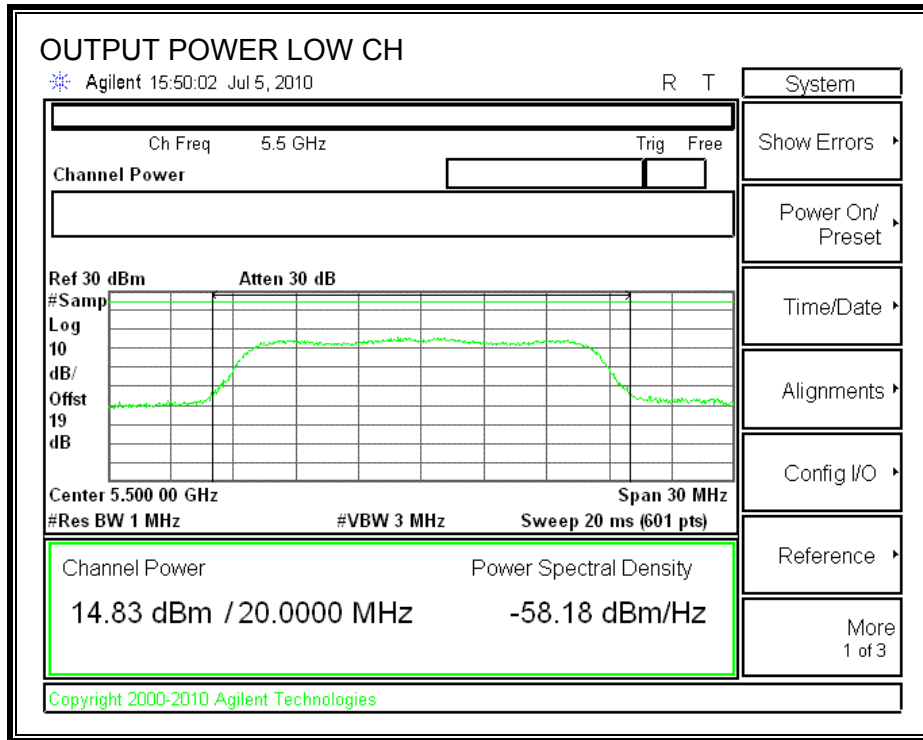 OUTPUT POWER LOW CH
Agilent 15:50:02 Jul 5, 2010 R T
System
Ch Freq 5.5 GHz Trig Free
Show Errors
Channel Power
Power On/
Preset
Ref 30 dBm Atten 30 dB
#Samp
Log
10
dB/
Offst
19
dB
Time/Date
Alignments
Config I/O
Center 5.500 00 GHz Span 30 MHz
#Res BW 1 MHz #VBW 3 MHz Sweep 20 ms (601 pts)
Channel Power Power Spectral Density
14.83 dBm / 20.0000 MHz -58.18 dBm/Hz
Reference
More
1 of 3
Copyright 2000-2010 Agilent Technologies